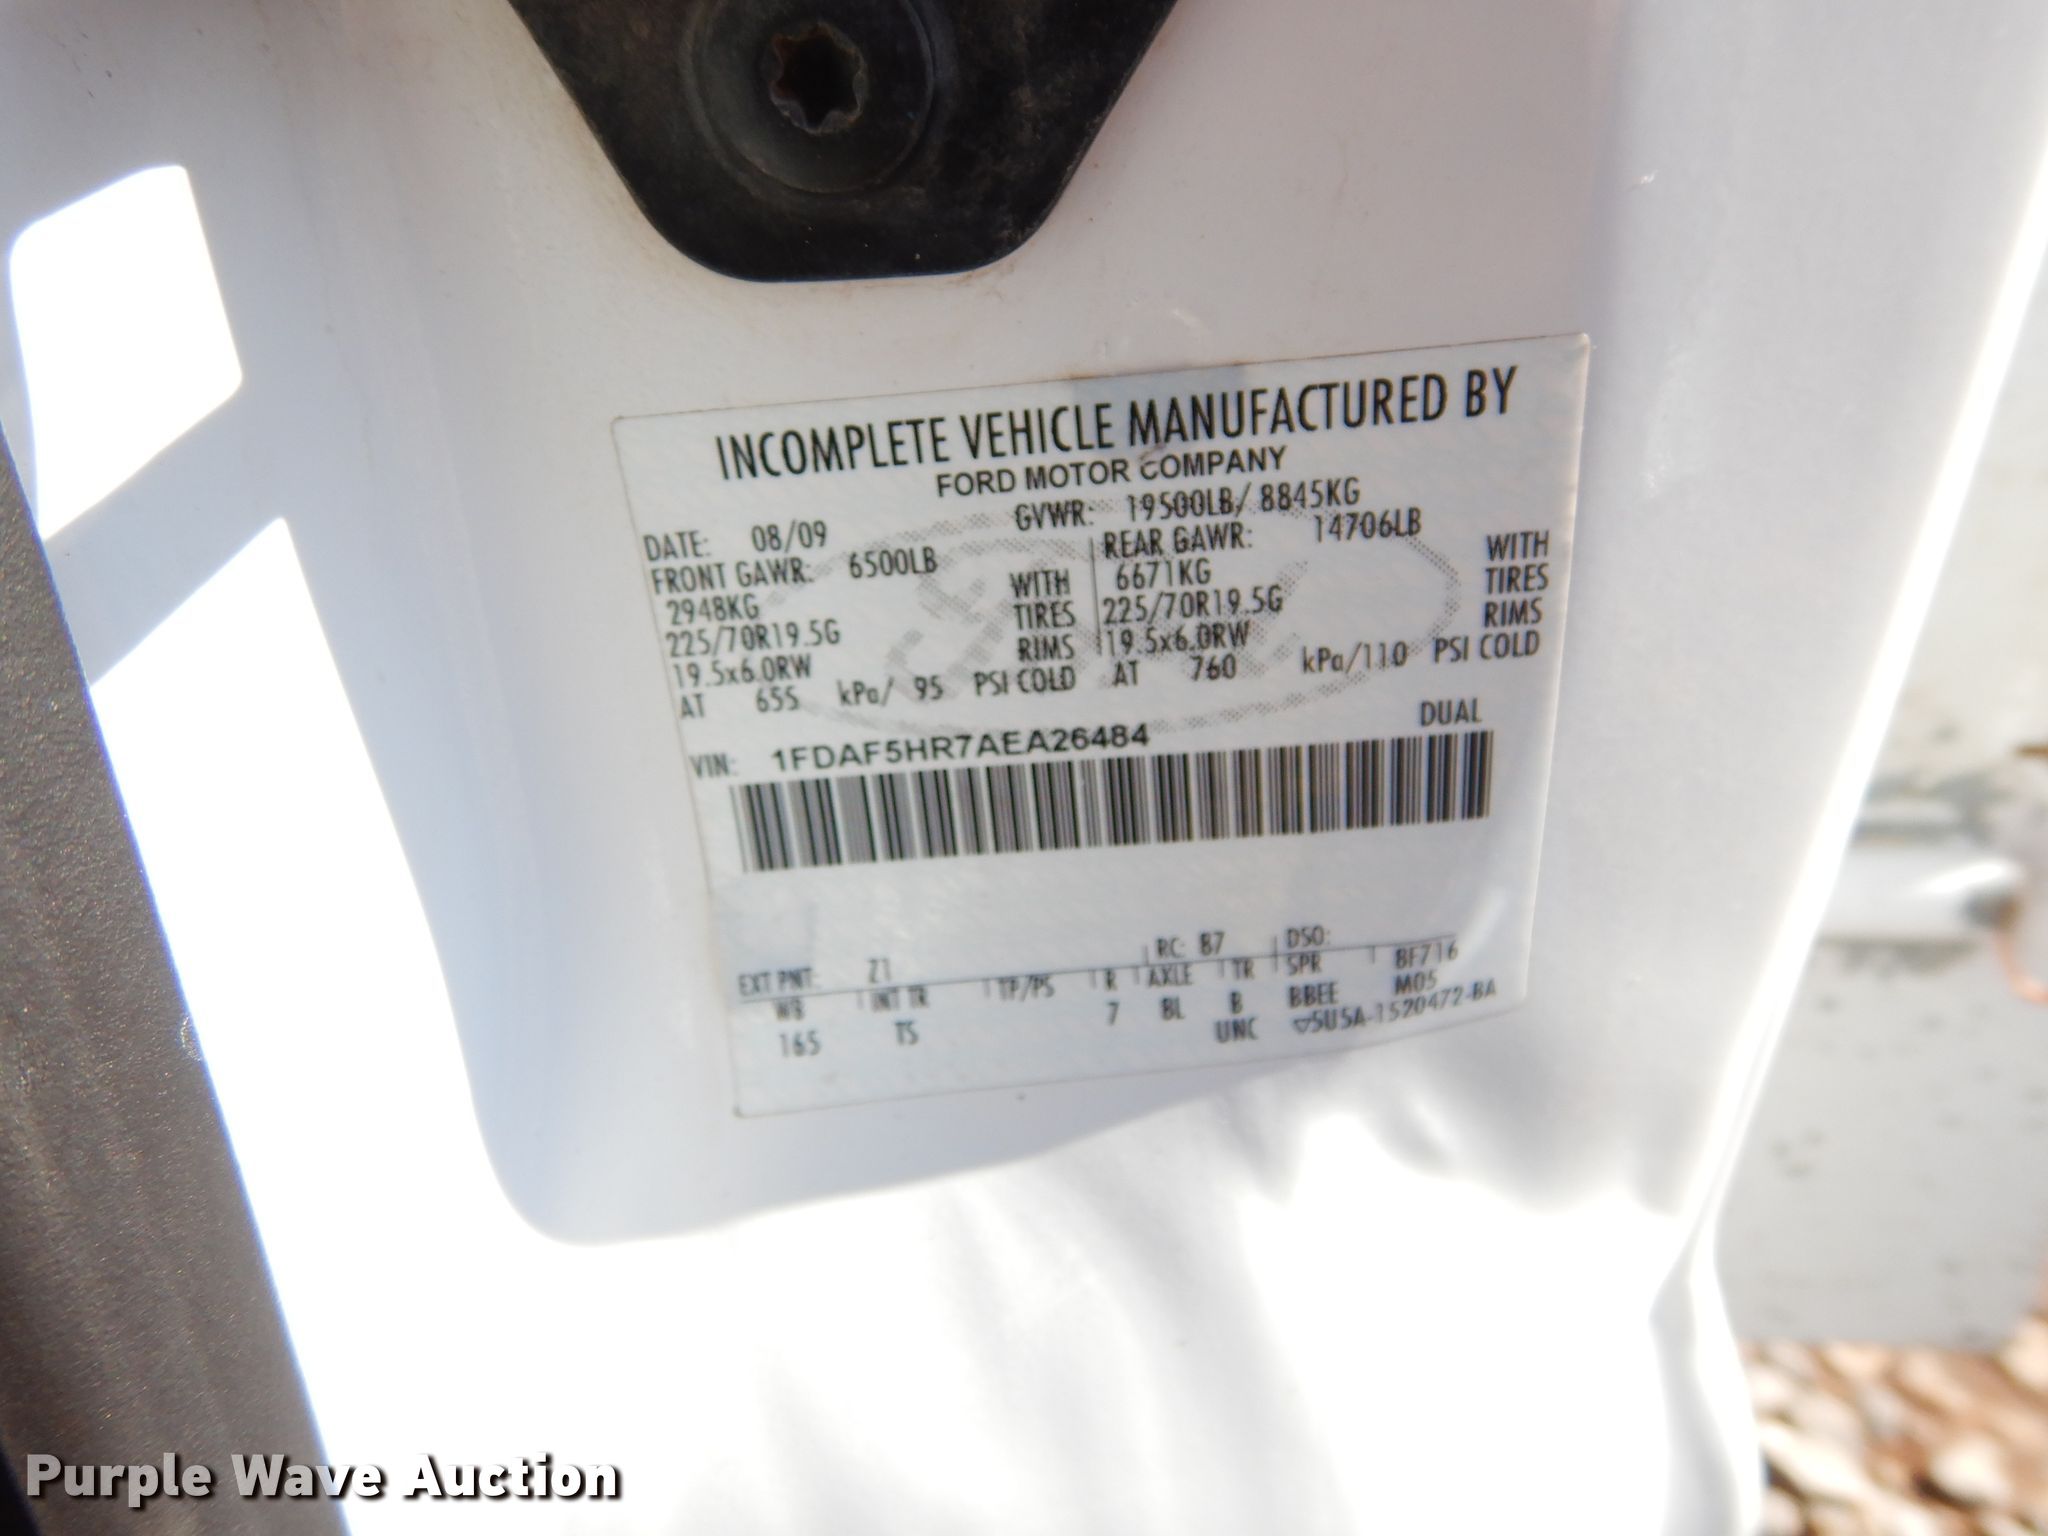 INCOMPLETE VEHICLE MANUFACTURED BY
FORD MOTOR COMPANY
DATE: 08/09 GVWR: 19500LB/ 8845KG
FRONT GAWR: 6500LB REAR GAWR: 14706LB
2948KG WITH 6671KG WITH
225/70R19.5G TIRES 225/70R19.5G TIRES
19.5x6.0RW RIMS 19.5x6.0RW RIMS
AT 655 kPa/ 95 PSI COLD AT 760 kPa/110 PSI COLD
VIN: 1FDAF5HR7AEA26484 DUAL
EXT PNT: Z1 RC: B7 DSO:
WB INT TR TP/PS R AXLE TR SPR BF716
165 TS 7 BL B BBEE M05
UNC ▽5U5A-1520472-BA
Purple Wave Auction